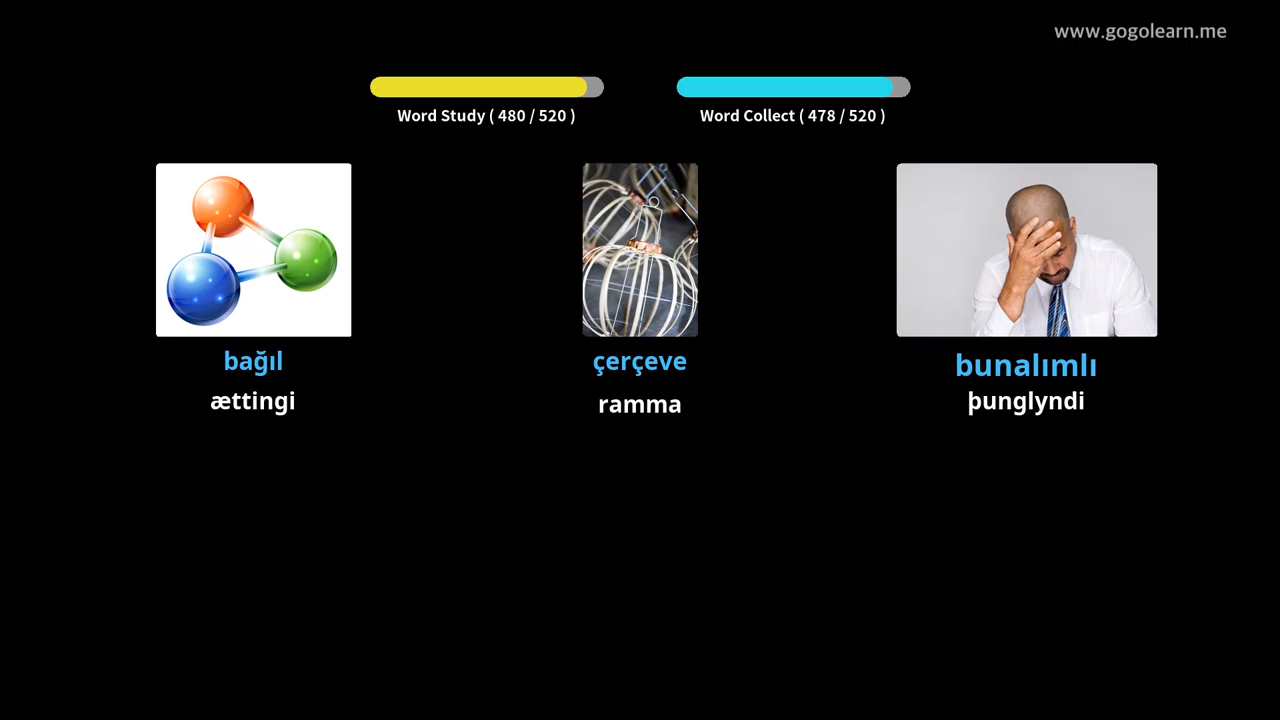 www.gogolearn.me
Word Study ( 480 / 520 )
Word Collect ( 478 / 520 )
bağıl
ættingi
çerçeve
ramma
bunalımlı
þunglyndi